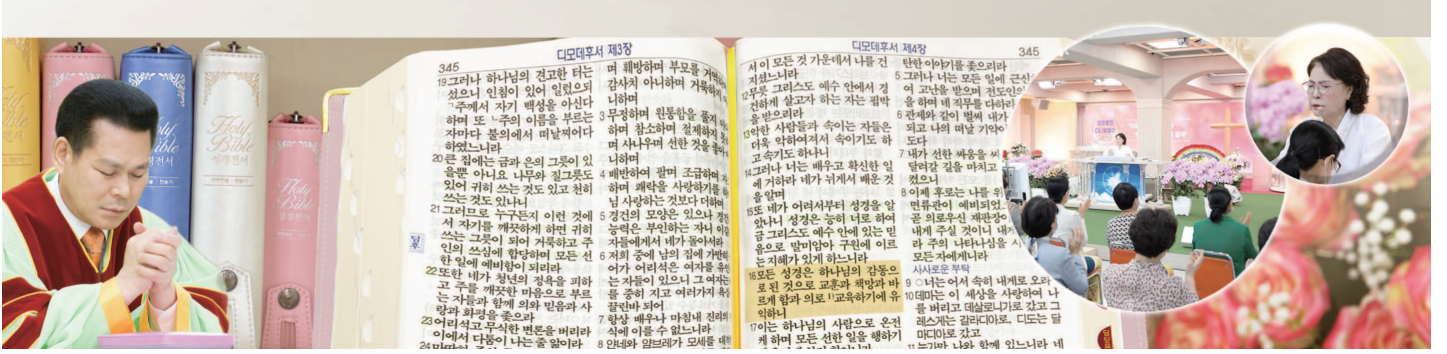 Holy
Bible
성경전서
Holy
Bible
성경전서
디모데후서 제3장
345
19그러나 하나님의 견고한 터는
섰으니 인침이 있어 일렀으되
주께서 자기 백성을 아신다
하며 또 ㄴ주의 이름을 부르는
자마다 불의에서 떠날찌어다
하였느니라
20큰 집에는 금과 은의 그릇이 있
을뿐 아니요 나무와 질그릇도
있어 귀히 쓰는 것도 있고 천히
쓰는 것도 있나니
21그러므로 누구든지 이런 것에
서 자기를 깨끗하게 하면 귀히
쓰는 그릇이 되어 거룩하고 주
인의 쓰심에 합당하며 모든 선
한 일에 예비함이 되리라
22또한 네가 청년의 정욕을 피하
고 주를 깨끗한 마음으로 부르
는 자들과 함께 의와 믿음과 사
랑과 화평을 좇으라
23어리석고 무식한 변론을 버리라
이에서 다툼이 나는 줄 앎이라
며 훼방하며 부모를
감사치 아니하며
니하며
3무정하며 원통함을 풀지
하며 참소하며 절제하지
며 사나우며 선한 것을
니하며
4배반하여 팔며 조급하며
하며 쾌락을 사랑하기를
님 사랑하는 것보다 더하며
5경건의 모양은 있으나
능력은 부인하는 자니
자들에게서 네가 돌아서라
6저희 중에 남의 집에 가만히
어가 어리석은 여자를
는 자들이 있으니 그 여자는
를 중히 지고 여러가지
끌린바 되어
7항상 배우나 마침내 진리의
식에 이를 수 없느니라
8얀네와 얌브레가 모세를
딤후
디모데후서 제4장
345
서 이 모든 것 가운데서 나를 건
지셨느니라
12무릇 그리스도 예수 안에서 경
건하게 살고자 하는 자는 핍박
을 받으리라
13악한 사람들과 속이는 자들은
더욱 악하여져서 속이기도 하
고 속기도 하나니
14그러나 너는 배우고 확신한 일
에 거하라 네가 뉘게서 배운 것
을 알며
15또 네가 어려서부터 성경을 알
았나니 성경은 능히 너로 하여
금 그리스도 예수 안에 있는 믿
음으로 말미암아 구원에 이르
는 지혜가 있게 하느니라
16모든 성경은 하나님의 감동으
로 된 것으로 교훈과 책망과 바
르게 함과 의로 교육하기에 유
익하니
17이는 하나님의 사람으로 온전
케 하며 모든 선한 일을 행하기
탄한 이야기를 좇으리라
5그러나 너는 모든 일에 근신
여 고난을 받으며 전도인의
을 하며 네 직무를 다하라
6관제와 같이 벌써 내가
되고 나의 떠날 기약이
도다
7내가 선한 싸움을
달려갈 길을 마치고
켰으니
8이제 후로는 나를 위
면류관이 예비되었
곧 의로우신 재판장이
내게 주실 것이니 내게
라 주의 나타나심을
모든 자에게니라
사사로운 부탁
9 ○너는 어서 속히 내게로 오라
10데마는 이 세상을 사랑하여 나
를 버리고 데살로니가로 갔고 그
레스게는 갈라디아로, 디도는 달
마디아로 갔고
11누가만 나와 함께 있느니라 네